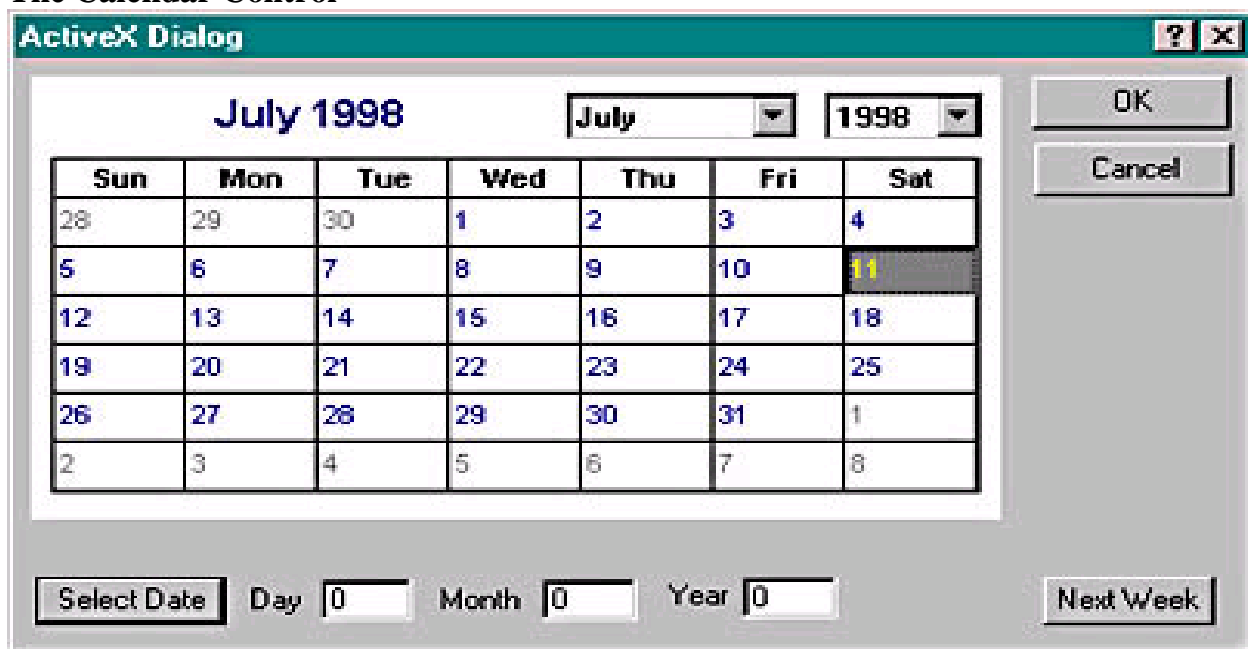 The Calendar Control
ActiveX Dialog ? X
July 1998 July 1998 OK
Cancel
Sun Mon Tue Wed Thu Fri Sat
28 29 30 1 2 3 4
5 6 7 8 9 10 11
12 13 14 15 16 17 18
19 20 21 22 23 24 25
26 27 28 29 30 31 1
2 3 4 5 6 7 8
Select Date Day 0 Month 0 Year 0 Next Week